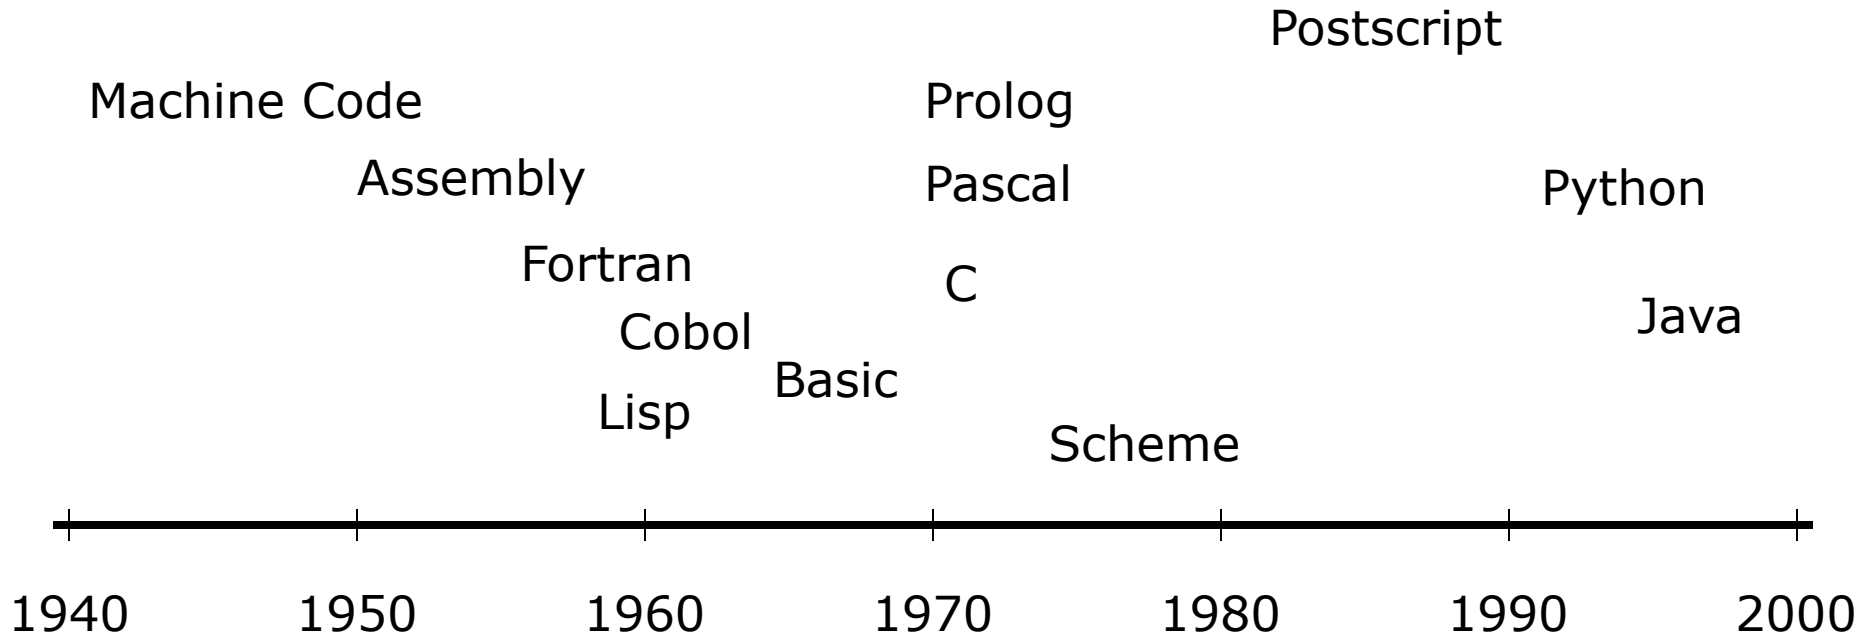 Postscript
Machine Code
Prolog
Assembly
Pascal
Python
Fortran
C
Java
Cobol
Basic
Lisp
Scheme
1940 1950 1960 1970 1980 1990 2000